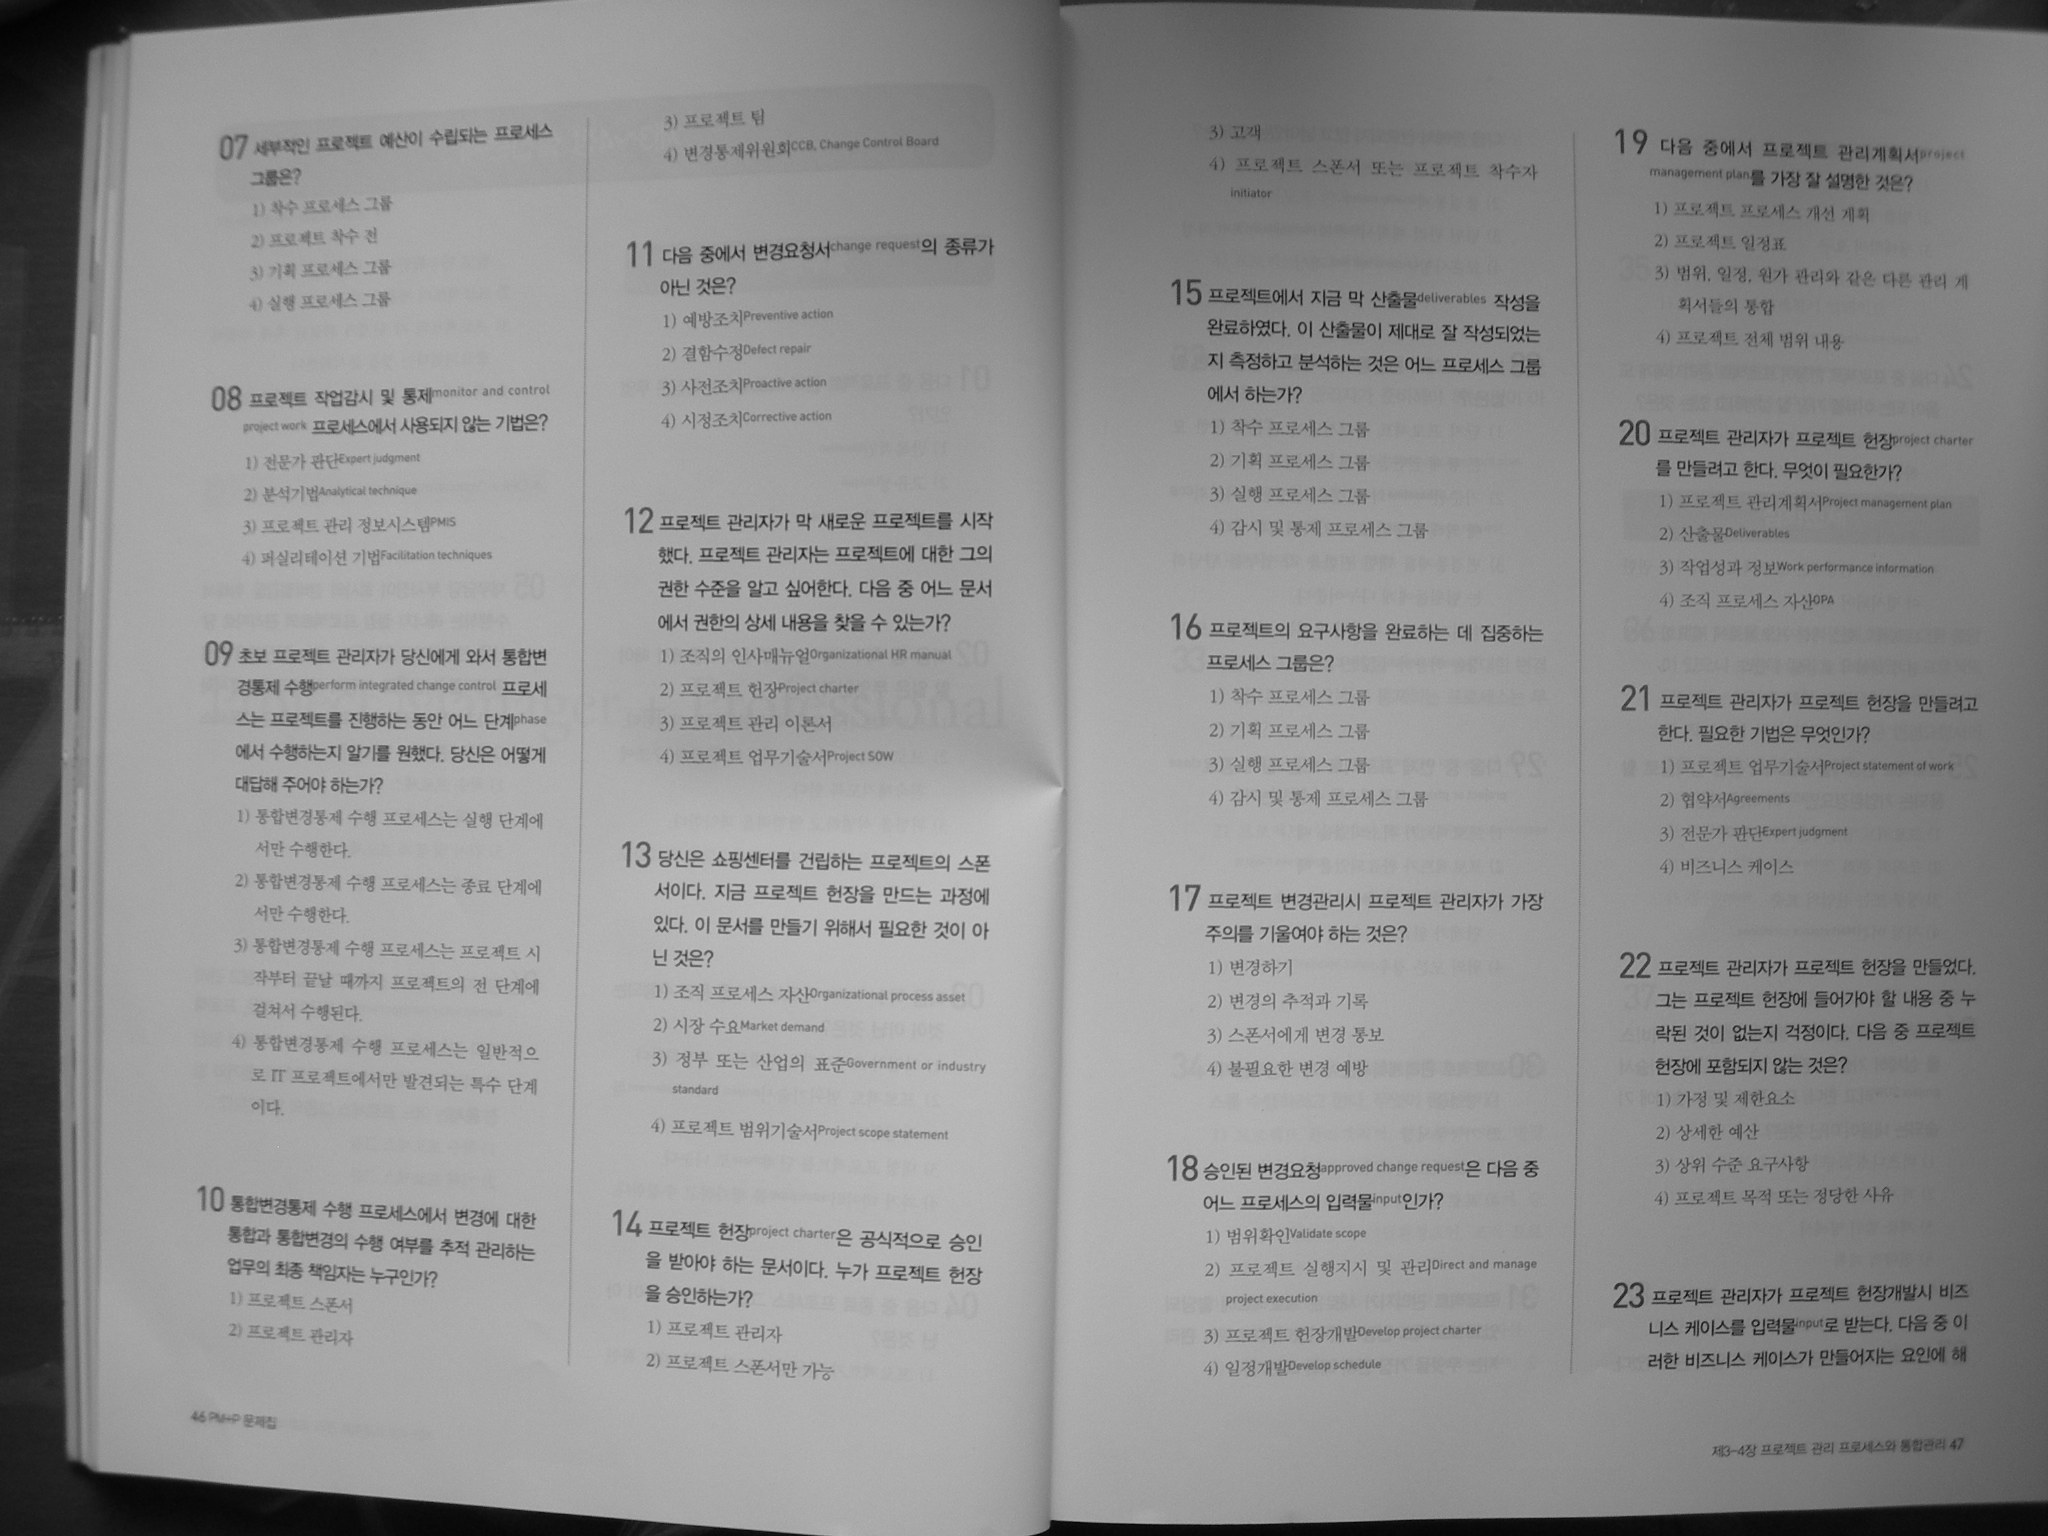 07 세부적인 프로젝트 예산이 수립되는 프로세스
그룹은?
1) 착수 프로세스 그룹
2) 프로젝트 착수 전
3) 기획 프로세스 그룹
4) 실행 프로세스 그룹
08 프로젝트 작업감시 및 통제monitor and control
project work 프로세스에서 사용되지 않는 기법은?
1) 전문가 판단Expert judgment
2) 분석기법Analytical technique
3) 프로젝트 관리 정보시스템PMIS
4) 퍼실리테이션 기법Facilitation techniques
09 초보 프로젝트 관리자가 당신에게 와서 통합변
경통제 수행perform integrated change control 프로세
스는 프로젝트를 진행하는 동안 어느 단계phase
에서 수행하는지 알기를 원했다. 당신은 어떻게
대답해 주어야 하는가?
1) 통합변경통제 수행 프로세스는 실행 단계에
서만 수행한다.
2) 통합변경통제 수행 프로세스는 종료 단계에
서만 수행한다.
3) 통합변경통제 수행 프로세스는 프로젝트 시
작부터 끝날 때까지 프로젝트의 전 단계에
걸쳐서 수행된다.
4) 통합변경통제 수행 프로세스는 일반적으
로 IT 프로젝트에서만 발견되는 특수 단계
이다.
10 통합변경통제 수행 프로세스에서 변경에 대한
통합과 통합변경의 수행 여부를 추적 관리하는
업무의 최종 책임자는 누구인가?
1) 프로젝트 스폰서
2) 프로젝트 관리자
3) 프로젝트 팀
4) 변경통제위원회CCB, Change Control Board
11 다음 중에서 변경요청서change request의 종류가
아닌 것은?
1) 예방조치Preventive action
2) 결함수정Defect repair
3) 사전조치Proactive action
4) 시정조치Corrective action
12 프로젝트 관리자가 막 새로운 프로젝트를 시작
했다. 프로젝트 관리자는 프로젝트에 대한 그의
권한 수준을 알고 싶어한다. 다음 중 어느 문서
에서 권한의 상세 내용을 찾을 수 있는가?
1) 조직의 인사매뉴얼Organizational HR manual
2) 프로젝트 헌장Project charter
3) 프로젝트 관리 이론서
4) 프로젝트 업무기술서Project SOW
13 당신은 쇼핑센터를 건립하는 프로젝트의 스폰
서이다. 지금 프로젝트 헌장을 만드는 과정에
있다. 이 문서를 만들기 위해서 필요한 것이 아
닌 것은?
1) 조직 프로세스 자산Organizational process asset
2) 시장 수요Market demand
3) 정부 또는 산업의 표준Government or industry
standard
4) 프로젝트 범위기술서Project scope statement
14 프로젝트 헌장project charter은 공식적으로 승인
을 받아야 하는 문서이다. 누가 프로젝트 헌장
을 승인하는가?
1) 프로젝트 관리자
2) 프로젝트 스폰서만 가능
46 PM+P 문제집
3) 고객
4) 프로젝트 스폰서 또는 프로젝트 착수자
initiator
15 프로젝트에서 지금 막 산출물deliverables 작성을
완료하였다. 이 산출물이 제대로 잘 작성되었는
지 측정하고 분석하는 것은 어느 프로세스 그룹
에서 하는가?
1) 착수 프로세스 그룹
2) 기획 프로세스 그룹
3) 실행 프로세스 그룹
4) 감시 및 통제 프로세스 그룹
16 프로젝트의 요구사항을 완료하는 데 집중하는
프로세스 그룹은?
1) 착수 프로세스 그룹
2) 기획 프로세스 그룹
3) 실행 프로세스 그룹
4) 감시 및 통제 프로세스 그룹
17 프로젝트 변경관리시 프로젝트 관리자가 가장
주의를 기울여야 하는 것은?
1) 변경하기
2) 변경의 추적과 기록
3) 스폰서에게 변경 통보
4) 불필요한 변경 예방
18 승인된 변경요청approved change request은 다음 중
어느 프로세스의 입력물input인가?
1) 범위확인Validate scope
2) 프로젝트 실행지시 및 관리Direct and manage
project execution
3) 프로젝트 헌장개발Develop project charter
4) 일정개발Develop schedule
19 다음 중에서 프로젝트 관리계획서project
management plan를 가장 잘 설명한 것은?
1) 프로젝트 프로세스 개선 계획
2) 프로젝트 일정표
3) 범위, 일정, 원가 관리와 같은 다른 관리 계
획서들의 통합
4) 프로젝트 전체 범위 내용
20 프로젝트 관리자가 프로젝트 헌장project charter
를 만들려고 한다. 무엇이 필요한가?
1) 프로젝트 관리계획서Project management plan
2) 산출물Deliverables
3) 작업성과 정보Work performance information
4) 조직 프로세스 자산OPA
21 프로젝트 관리자가 프로젝트 헌장을 만들려고
한다. 필요한 기법은 무엇인가?
1) 프로젝트 업무기술서Project statement of work
2) 협약서Agreements
3) 전문가 판단Expert judgment
4) 비즈니스 케이스
22 프로젝트 관리자가 프로젝트 헌장을 만들었다.
그는 프로젝트 헌장에 들어가야 할 내용 중 누
락된 것이 없는지 걱정이다. 다음 중 프로젝트
헌장에 포함되지 않는 것은?
1) 가정 및 제한요소
2) 상세한 예산
3) 상위 수준 요구사항
4) 프로젝트 목적 또는 정당한 사유
23 프로젝트 관리자가 프로젝트 헌장개발시 비즈
니스 케이스를 입력물input로 받는다. 다음 중 이
러한 비즈니스 케이스가 만들어지는 요인에 해
제3-4장 프로젝트 관리 프로세스와 통합관리 47